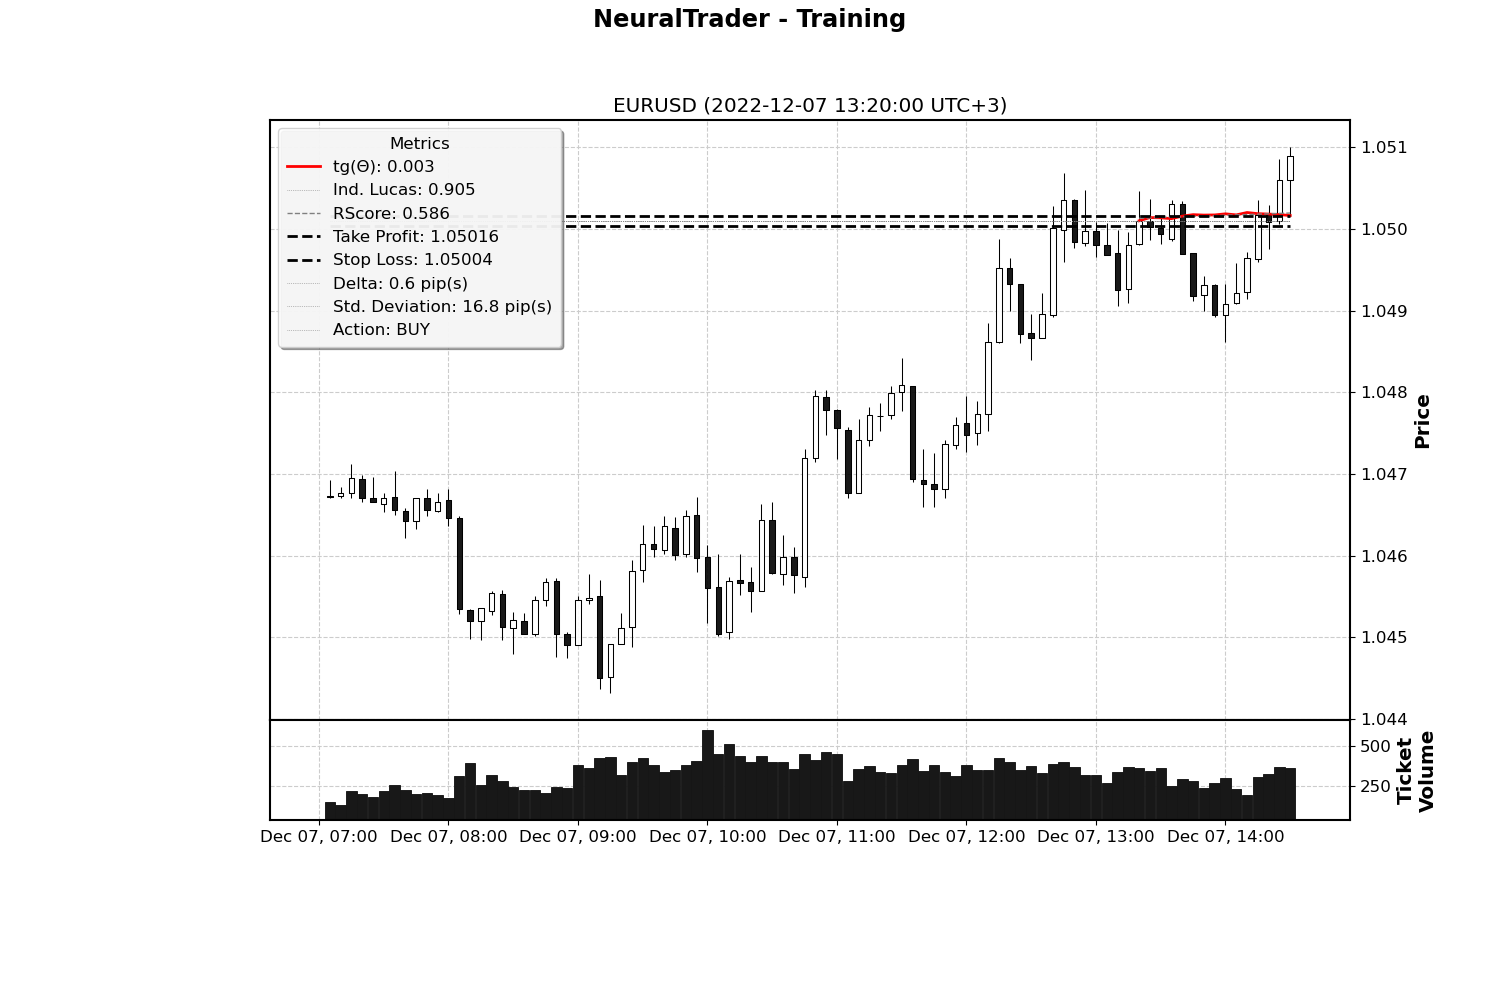 NeuralTrader - Training
EURUSD (2022-12-07 13:20:00 UTC+3)
Metrics
tg(Θ): 0.003
Ind. Lucas: 0.905
RScore: 0.586
Take Profit: 1.05016
Stop Loss: 1.05004
Delta: 0.6 pip(s)
Std. Deviation: 16.8 pip(s)
Action: BUY
1.051
1.050
1.049
1.048
1.047
1.046
1.045
1.044
Price
500
250
Ticket
Volume
Dec 07, 07:00
Dec 07, 08:00
Dec 07, 09:00
Dec 07, 10:00
Dec 07, 11:00
Dec 07, 12:00
Dec 07, 13:00
Dec 07, 14:00